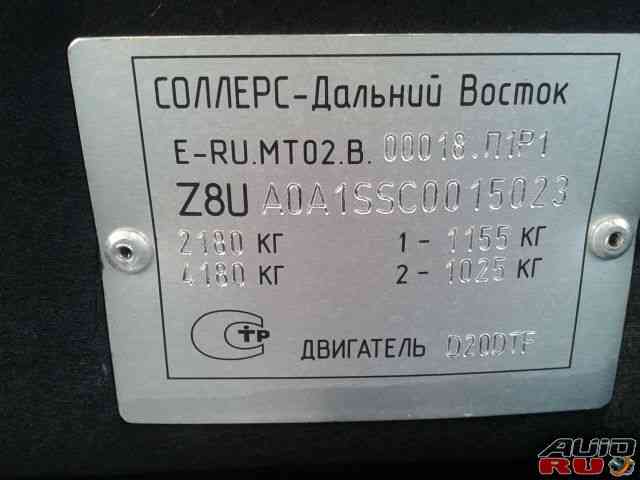 СОЛЛЕРС-Дальний Восток
E-RU.MT02.B. 00018.П1Р1
Z8U A0A1SSC0015023
2180 КГ 1 - 1155 КГ
4180 КГ 2 - 1025 КГ
С тр ДВИГАТЕЛЬ D20DTF
AUTO
RU